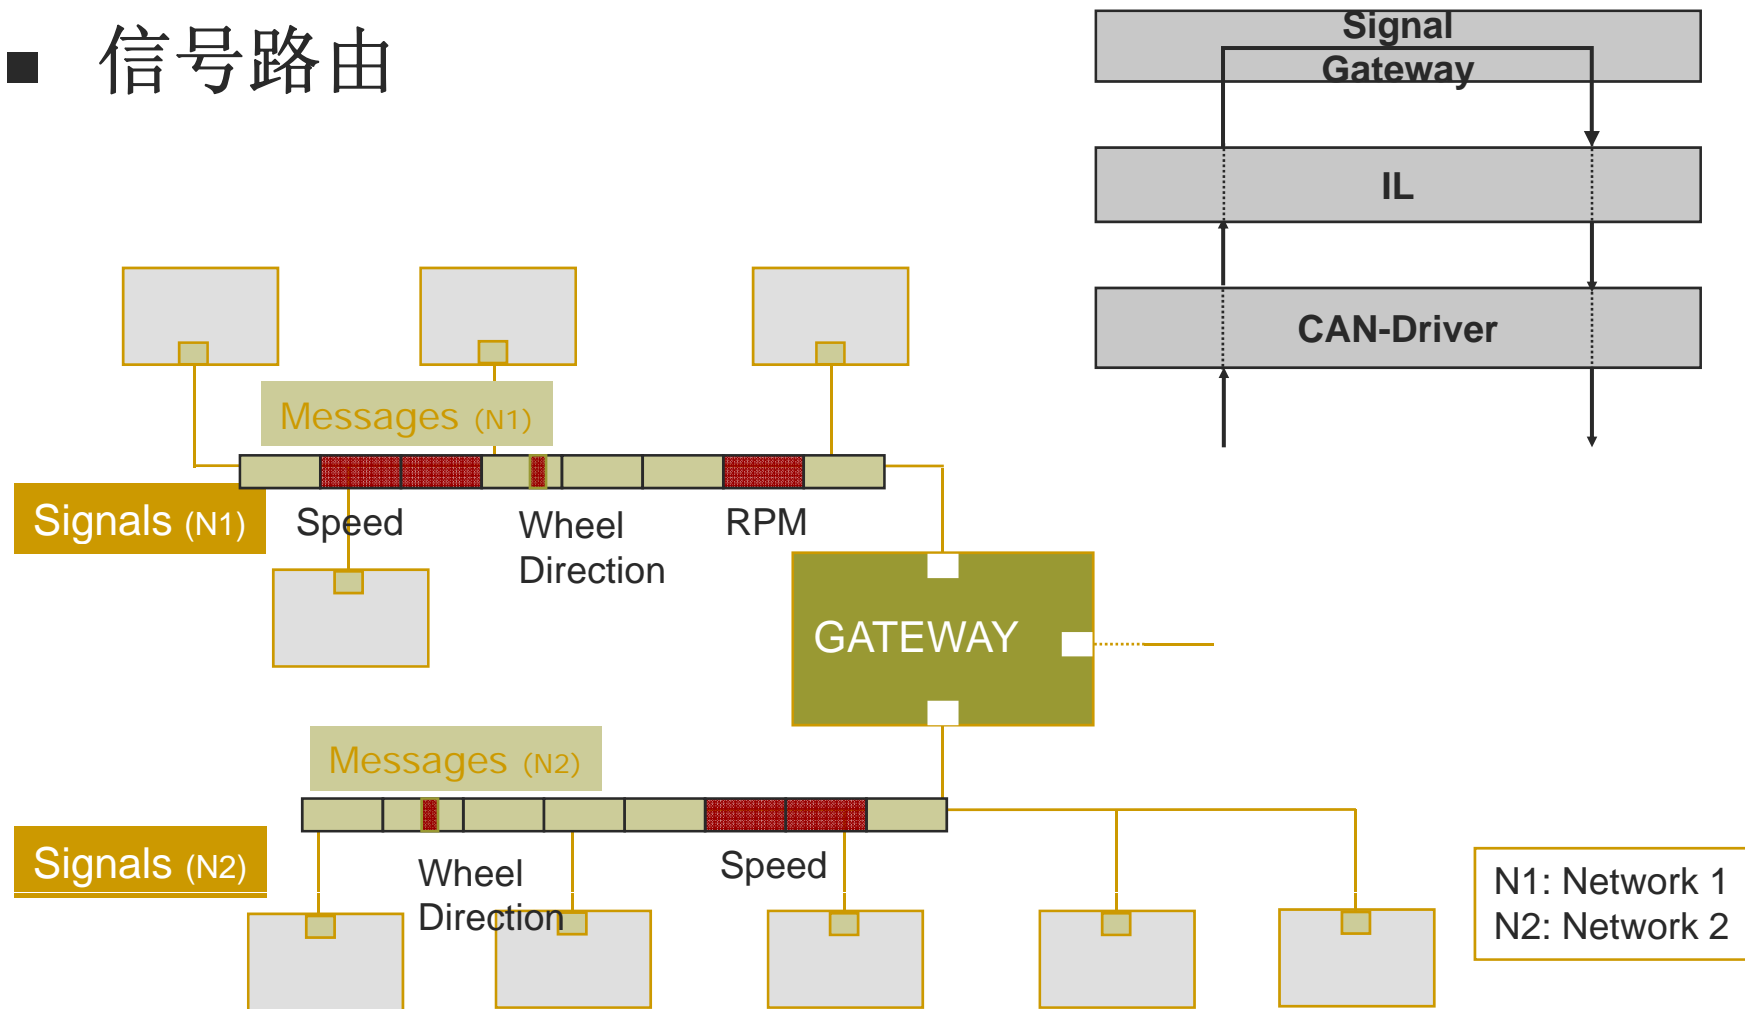 ■ 信号路由
Signal
Gateway
IL
CAN-Driver
Messages (N1)
Signals (N1)
Speed
Wheel
Direction
RPM
GATEWAY
Messages (N2)
Signals (N2)
Wheel
Direction
Speed
N1: Network 1
N2: Network 2